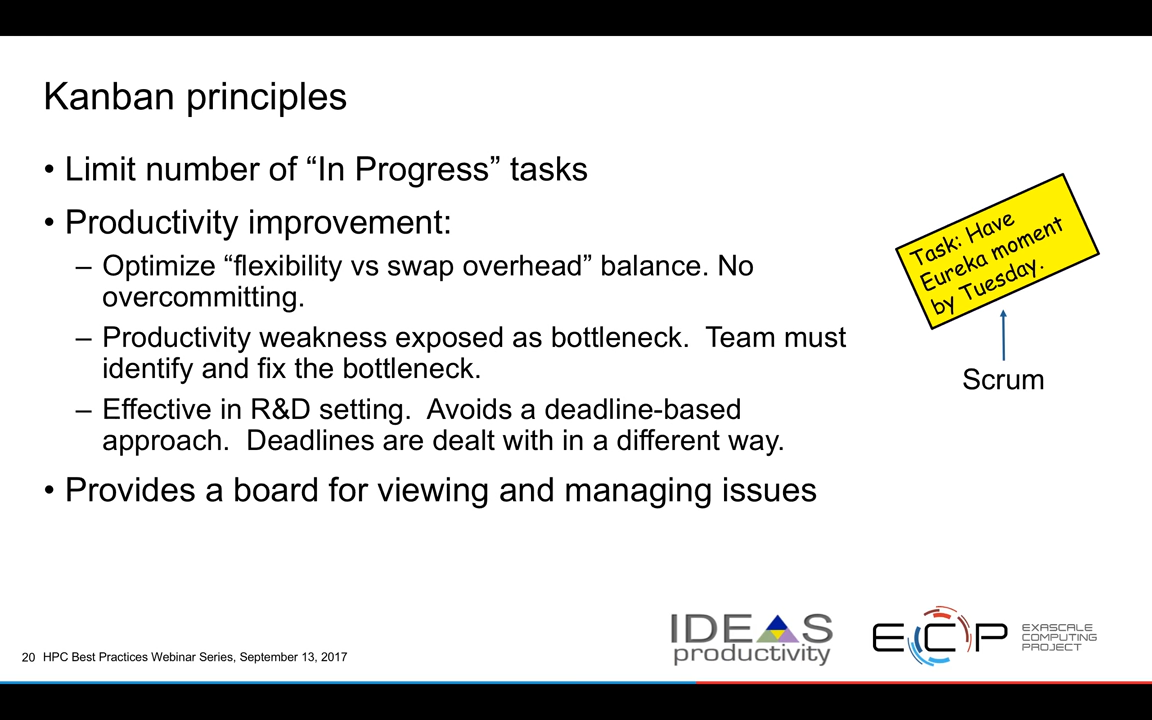 Kanban principles
• Limit number of “In Progress” tasks
• Productivity improvement:
– Optimize “flexibility vs swap overhead” balance. No
overcommitting.
– Productivity weakness exposed as bottleneck.  Team must
identify and fix the bottleneck.
– Effective in R&D setting.  Avoids a deadline-based
approach.  Deadlines are dealt with in a different way.
• Provides a board for viewing and managing issues
Task: Have
Eureka moment
by Tuesday.
Scrum
IDEAS
productivity
ECP
EXASCALE
COMPUTING
PROJECT
20 HPC Best Practices Webinar Series, September 13, 2017